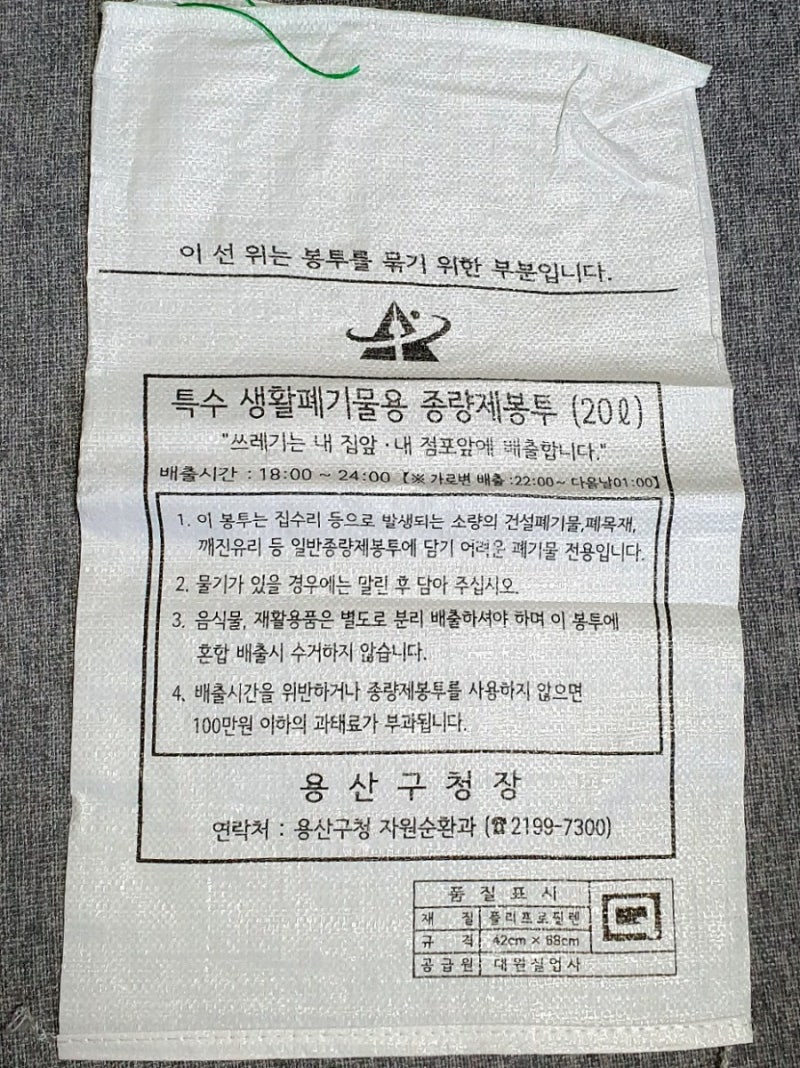 이 선 위는 봉투를 묶기 위한 부분입니다.
특수 생활폐기물용 종량제봉투 (20ℓ)
"쓰레기는 내 집앞·내 점포앞에 배출합니다."
배출시간 : 18:00 ~ 24:00 【※ 가로변 배출 :22:00~ 다음날01:00】
1. 이 봉투는 집수리 등으로 발생되는 소량의 건설폐기물,폐목재,
깨진유리 등 일반종량제봉투에 담기 어려운 폐기물 전용입니다.
2. 물기가 있을 경우에는 말린 후 담아 주십시오.
3. 음식물, 재활용품은 별도로 분리 배출하셔야 하며 이 봉투에
혼합 배출시 수거하지 않습니다.
4. 배출시간을 위반하거나 종량제봉투를 사용하지 않으면
100만원 이하의 과태료가 부과됩니다.
용산구청장
연락처 : 용산구청 자원순환과 (☎2199-7300)
품질표시
재 질 폴리프로필렌
규 격 42cm × 68cm
공급원 대원실업사